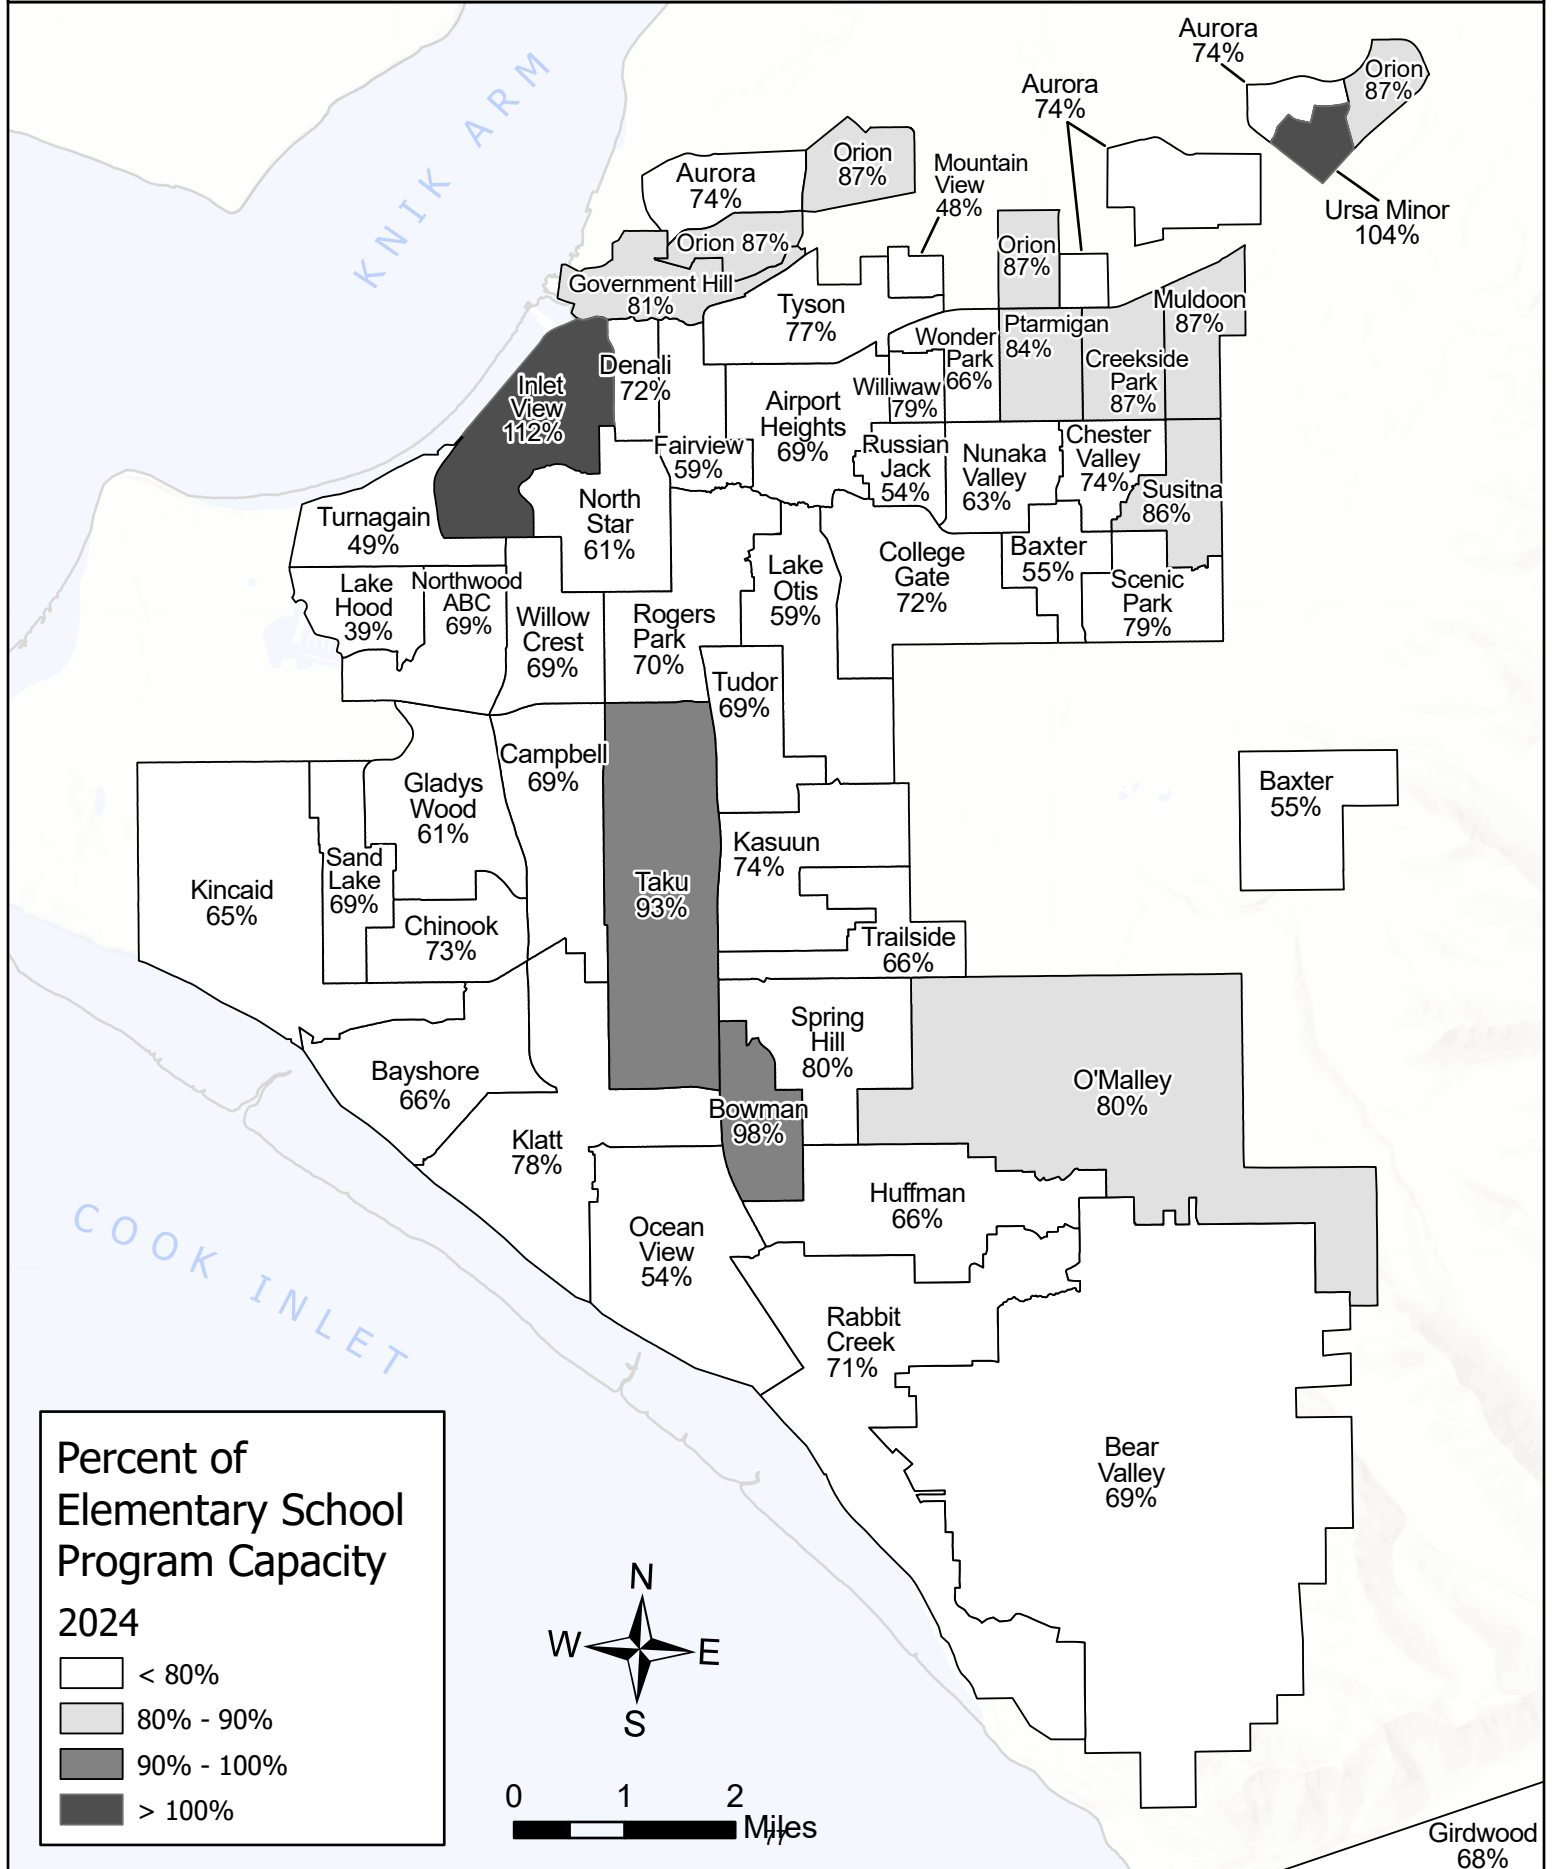 Aurora
74%
Orion
87%
Aurora
74%
Ursa Minor
104%
KNIK ARM
Orion
87%
Mountain
View
48%
Aurora
74%
Orion 87%
Orion
87%
Government Hill
81%
Muldoon
87%
Tyson
77%
Wonder
Park
66%
Ptarmigan
84%
Creekside
Park
87%
Denali
72%
Inlet
View
112%
Williwaw
79%
Airport
Heights
69%
Fairview
59%
Russian
Jack
54%
Nunaka
Valley
63%
Chester
Valley
74%
Susitna
86%
North
Star
61%
Turnagain
49%
Lake
Hood
39%
Northwood
ABC
69%
Willow
Crest
69%
Rogers
Park
70%
Lake
Otis
59%
College
Gate
72%
Baxter
55%
Scenic
Park
79%
Tudor
69%
Campbell
69%
Gladys
Wood
61%
Baxter
55%
Kasuun
74%
Sand
Lake
69%
Kincaid
65%
Taku
93%
Chinook
73%
Trailside
66%
Spring
Hill
80%
Bayshore
66%
O'Malley
80%
Bowman
98%
Klatt
78%
Huffman
66%
Ocean
View
54%
COOK INLET
Rabbit
Creek
71%
Bear
Valley
69%
Percent of
Elementary School
Program Capacity
2024
< 80%
80% - 90%
90% - 100%
> 100%
N
W
E
S
0 1 2
Miles
77
Girdwood
68%